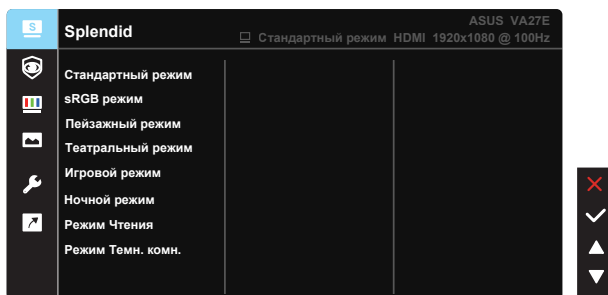 S
Splendid
ASUS VA27E
Стандартный режим HDMI 1920x1080 @ 100Hz
Стандартный режим
sRGB режим
Пейзажный режим
Театральный режим
Игровой режим
Ночной режим
Режим Чтения
Режим Темн. комн.